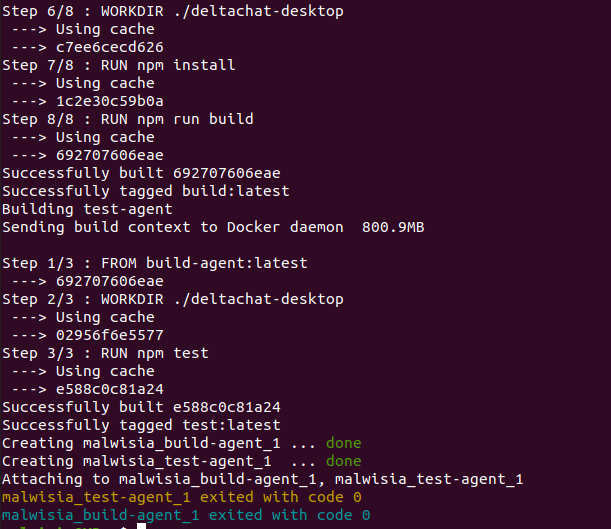 Step 6/8 : WORKDIR ./deltachat-desktop
 ---> Using cache
 ---> c7ee6cecd626
Step 7/8 : RUN npm install
 ---> Using cache
 ---> 1c2e30c59b0a
Step 8/8 : RUN npm run build
 ---> Using cache
 ---> 692707606eae
Successfully built 692707606eae
Successfully tagged build:latest
Building test-agent
Sending build context to Docker daemon  800.9MB
Step 1/3 : FROM build-agent:latest
 ---> 692707606eae
Step 2/3 : WORKDIR ./deltachat-desktop
 ---> Using cache
 ---> 02956f6e5577
Step 3/3 : RUN npm test
 ---> Using cache
 ---> e588c0c81a24
Successfully built e588c0c81a24
Successfully tagged test:latest
Creating malwisia_build-agent_1 ... done
Creating malwisia_test-agent_1  ... done
Attaching to malwisia_build-agent_1, malwisia_test-agent_1
malwisia_test-agent_1 exited with code 0
malwisia_build-agent_1 exited with code 0